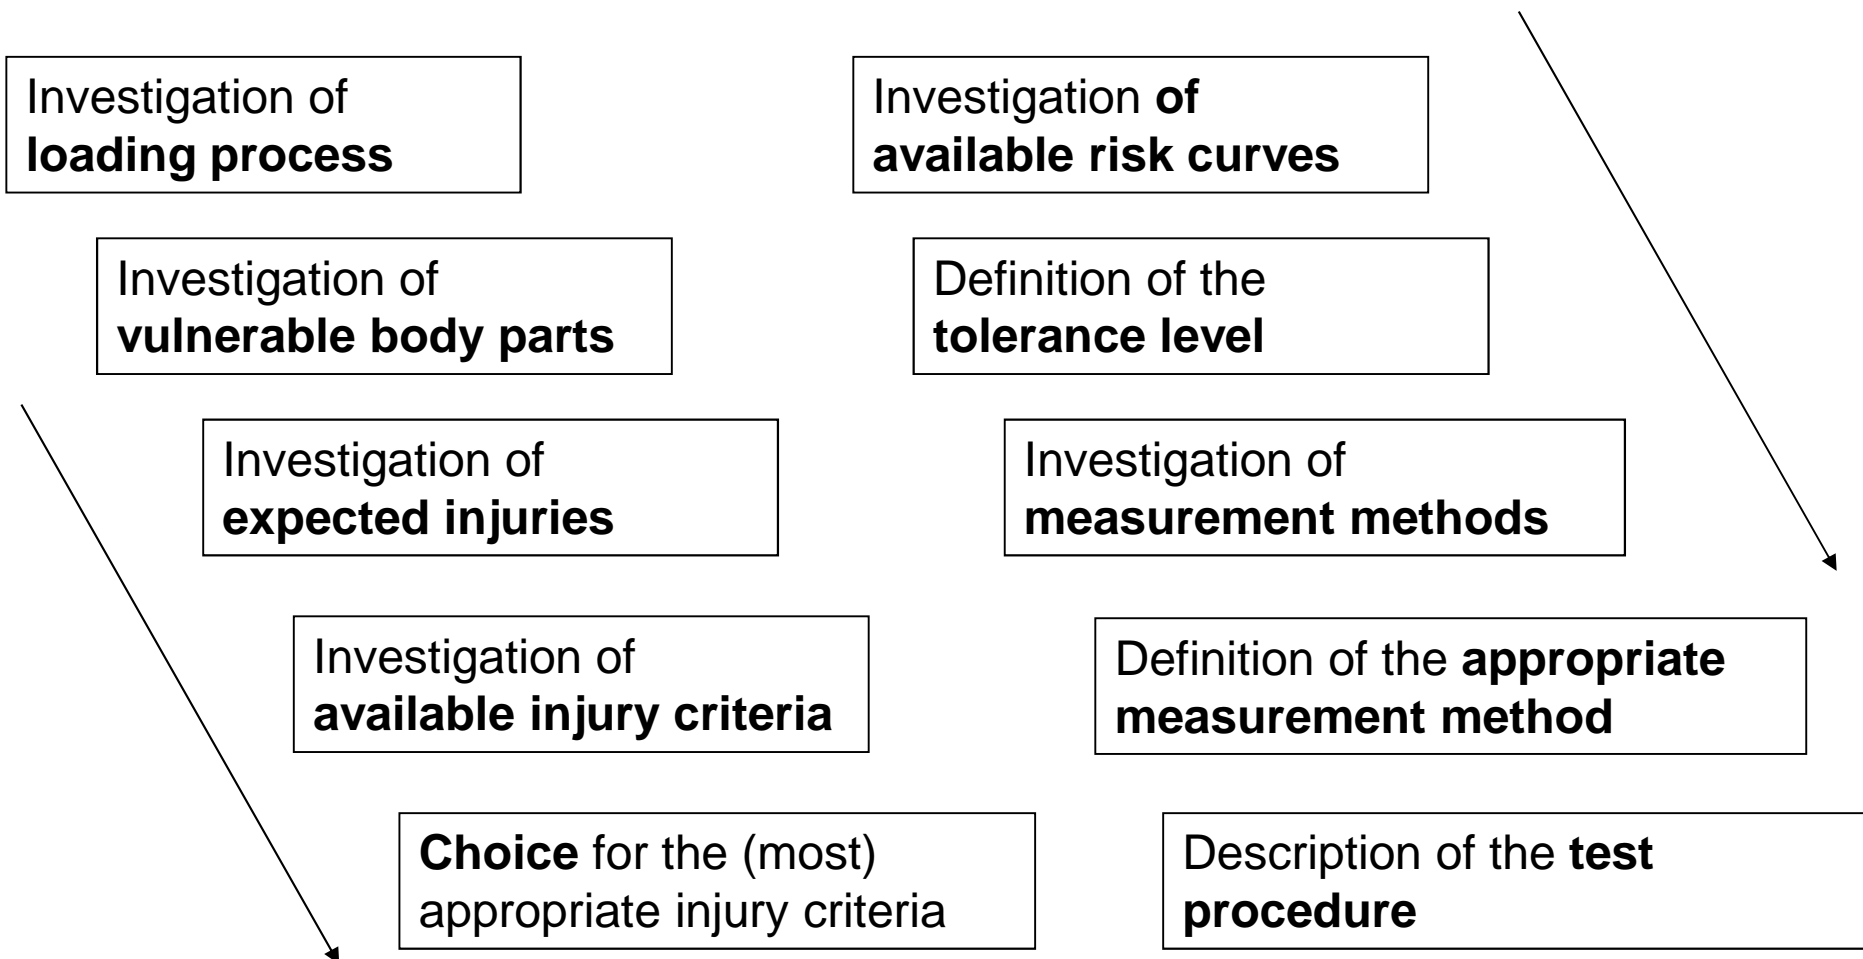 Investigation of
loading process
Investigation of
vulnerable body parts
Investigation of
expected injuries
Investigation of
available injury criteria
Choice for the (most)
appropriate injury criteria
Investigation of
available risk curves
Definition of the
tolerance level
Investigation of
measurement methods
Definition of the appropriate
measurement method
Description of the test
procedure